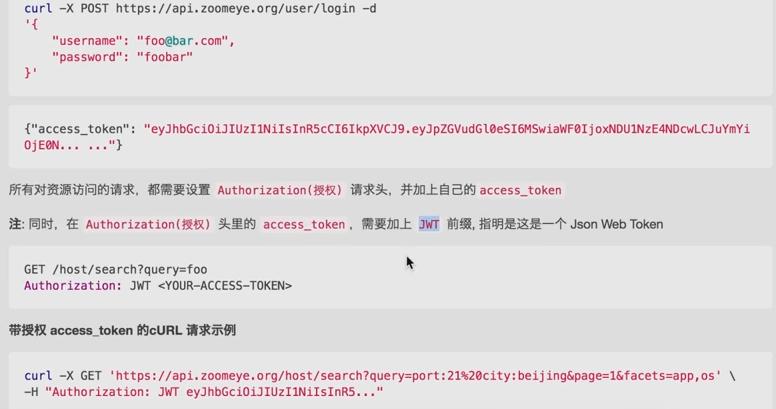 curl -X POST https://api.zoomeye.org/user/login -d
'{
    "username": "foo@bar.com",
    "password": "foobar"
}'
{"access_token": "eyJhbGciOiJIUzI1NiIsInR5cCI6IkpXVCJ9.eyJpZGVudGl0eSI6MSwiaWF0IjoxNDU1NzE4NDcwLCJuYmYi
OjE0N... ..."}
所有对资源访问的请求，都需要设置 Authorization(授权) 请求头，并加上自己的 access_token
注: 同时，在 Authorization(授权) 头里的 access_token，需要加上 JWT 前缀, 指明是这是一个 Json Web Token
GET /host/search?query=foo
Authorization: JWT <YOUR-ACCESS-TOKEN>
带授权 access_token 的cURL 请求示例
curl -X GET 'https://api.zoomeye.org/host/search?query=port:21%20city:beijing&page=1&facets=app,os' \
-H "Authorization: JWT eyJhbGciOiJIUzI1NiIsInR5..."